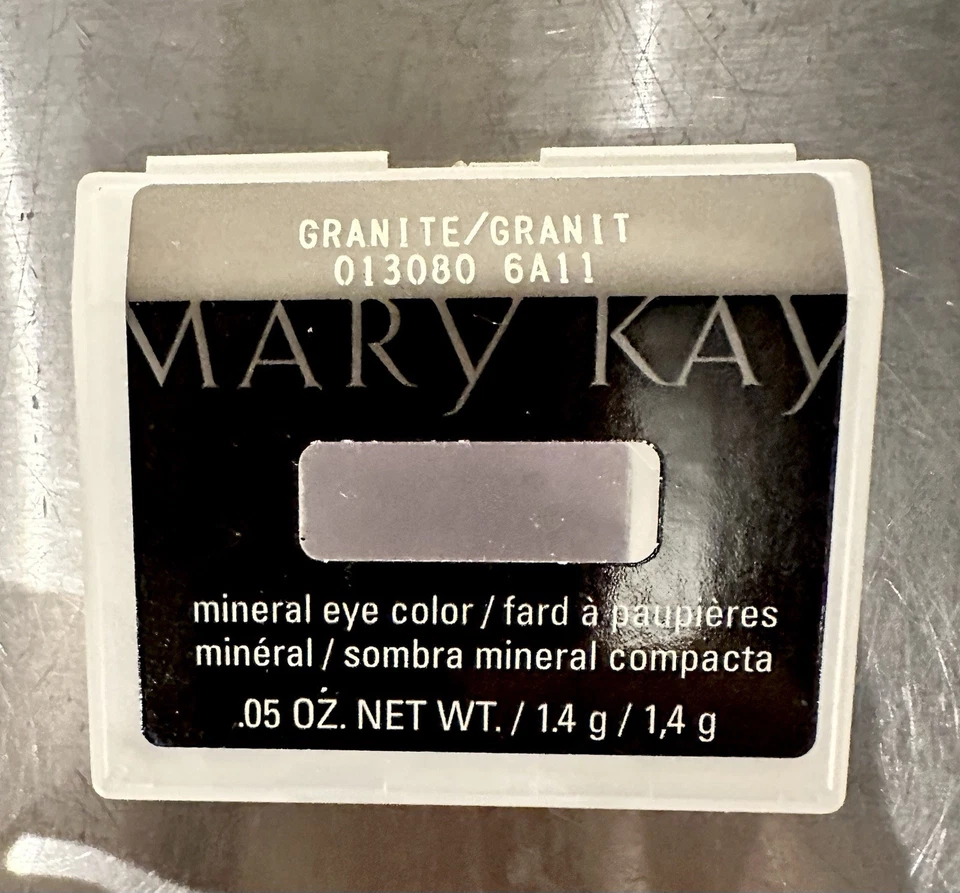 GRANITE/GRANIT
013080 6A11
MARY KAY
mineral eye color / fard à paupières
minéral / sombra mineral compacta
.05 OZ. NET WT. / 1.4 g / 1,4 g